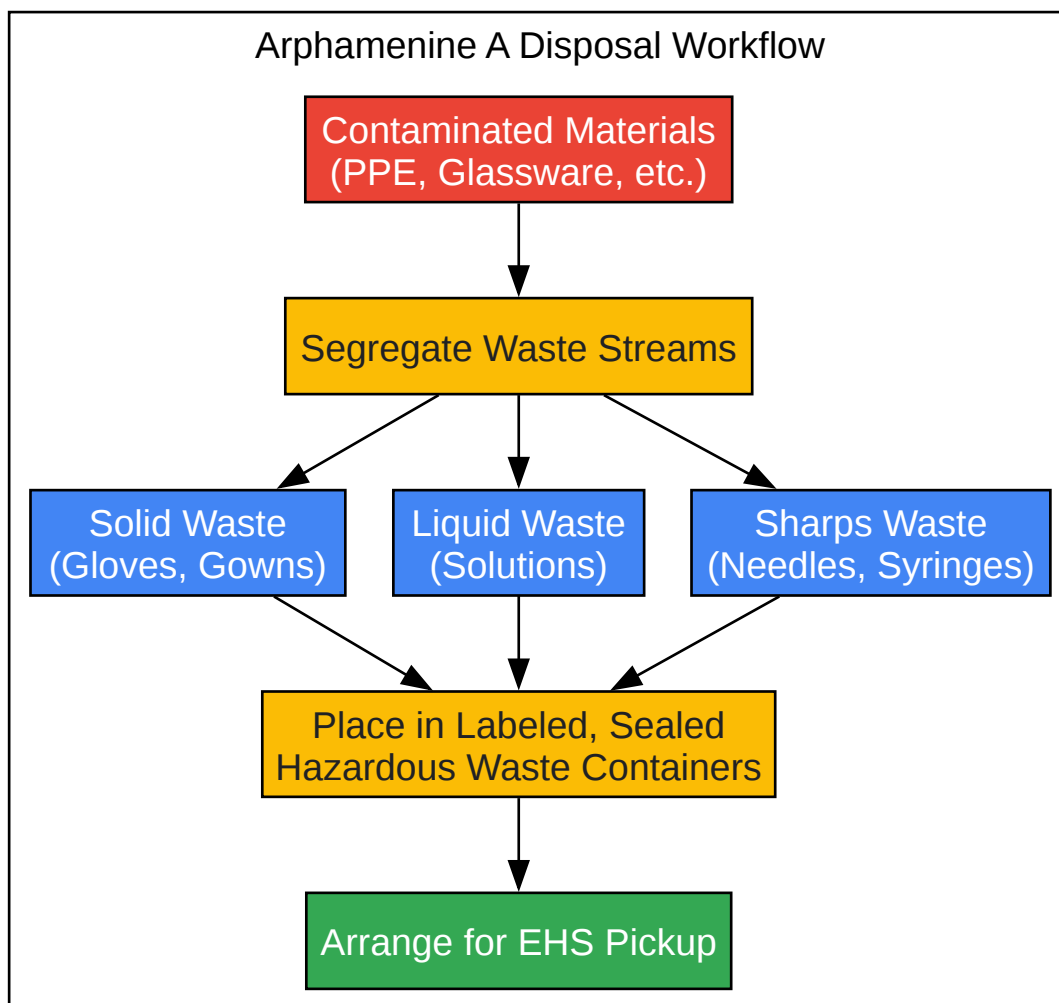 Arphamenine A Disposal Workflow
Contaminated Materials
(PPE, Glassware, etc.)
Segregate Waste Streams
Solid Waste
(Gloves, Gowns)
Liquid Waste
(Solutions)
Sharps Waste
(Needles, Syringes)
Place in Labeled, Sealed
Hazardous Waste Containers
Arrange for EHS Pickup